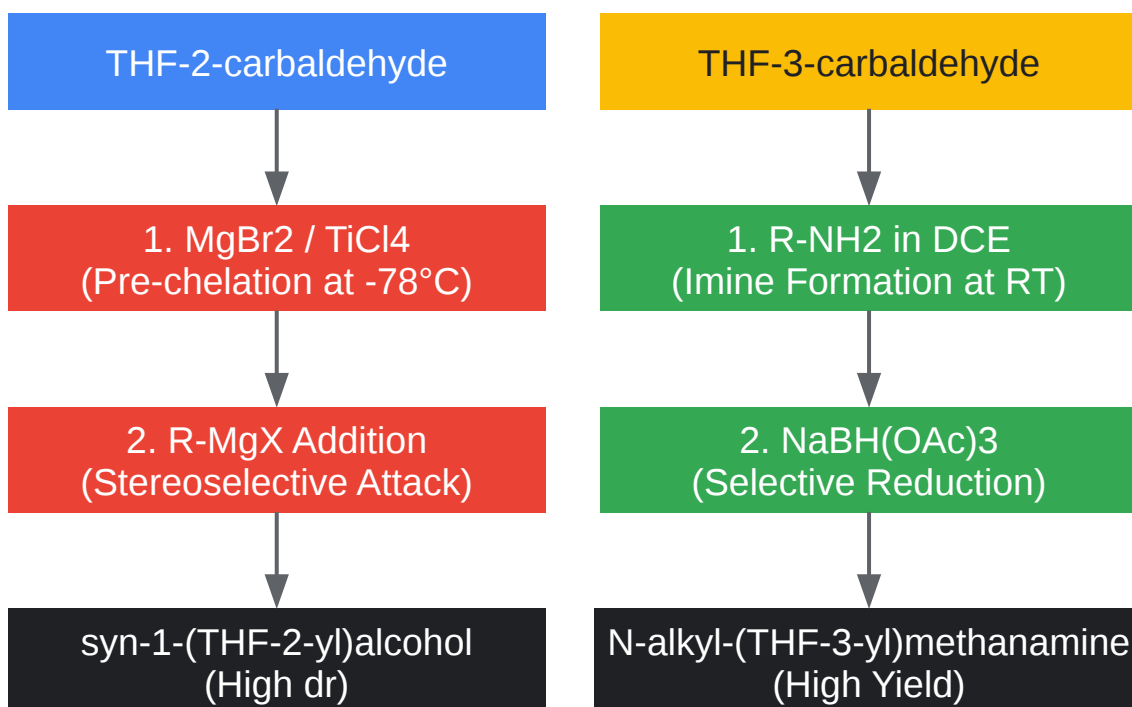 THF-2-carbaldehyde
1. MgBr2 / TiCl4
(Pre-chelation at -78°C)
2. R-MgX Addition
(Stereoselective Attack)
syn-1-(THF-2-yl)alcohol
(High dr)
THF-3-carbaldehyde
1. R-NH2 in DCE
(Imine Formation at RT)
2. NaBH(OAc)3
(Selective Reduction)
N-alkyl-(THF-3-yl)methanamine
(High Yield)